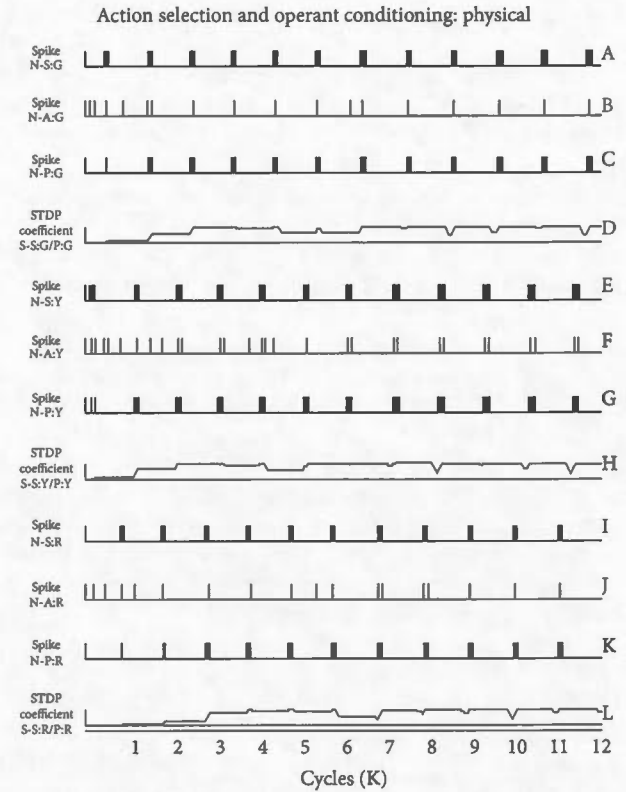 Action selection and operant conditioning: physical
Spike
N-S:G
A
Spike
N-A:G
B
Spike
N-P:G
C
STDP
coefficient
S-S:G/P:G
D
Spike
N-S:Y
E
Spike
N-A:Y
F
Spike
N-P:Y
G
STDP
coefficient
S-S:Y/P:Y
H
Spike
N-S:R
I
Spike
N-A:R
J
Spike
N-P:R
K
STDP
coefficient
S-S:R/P:R
L
1 2 3 4 5 6 7 8 9 10 11 12
Cycles (K)